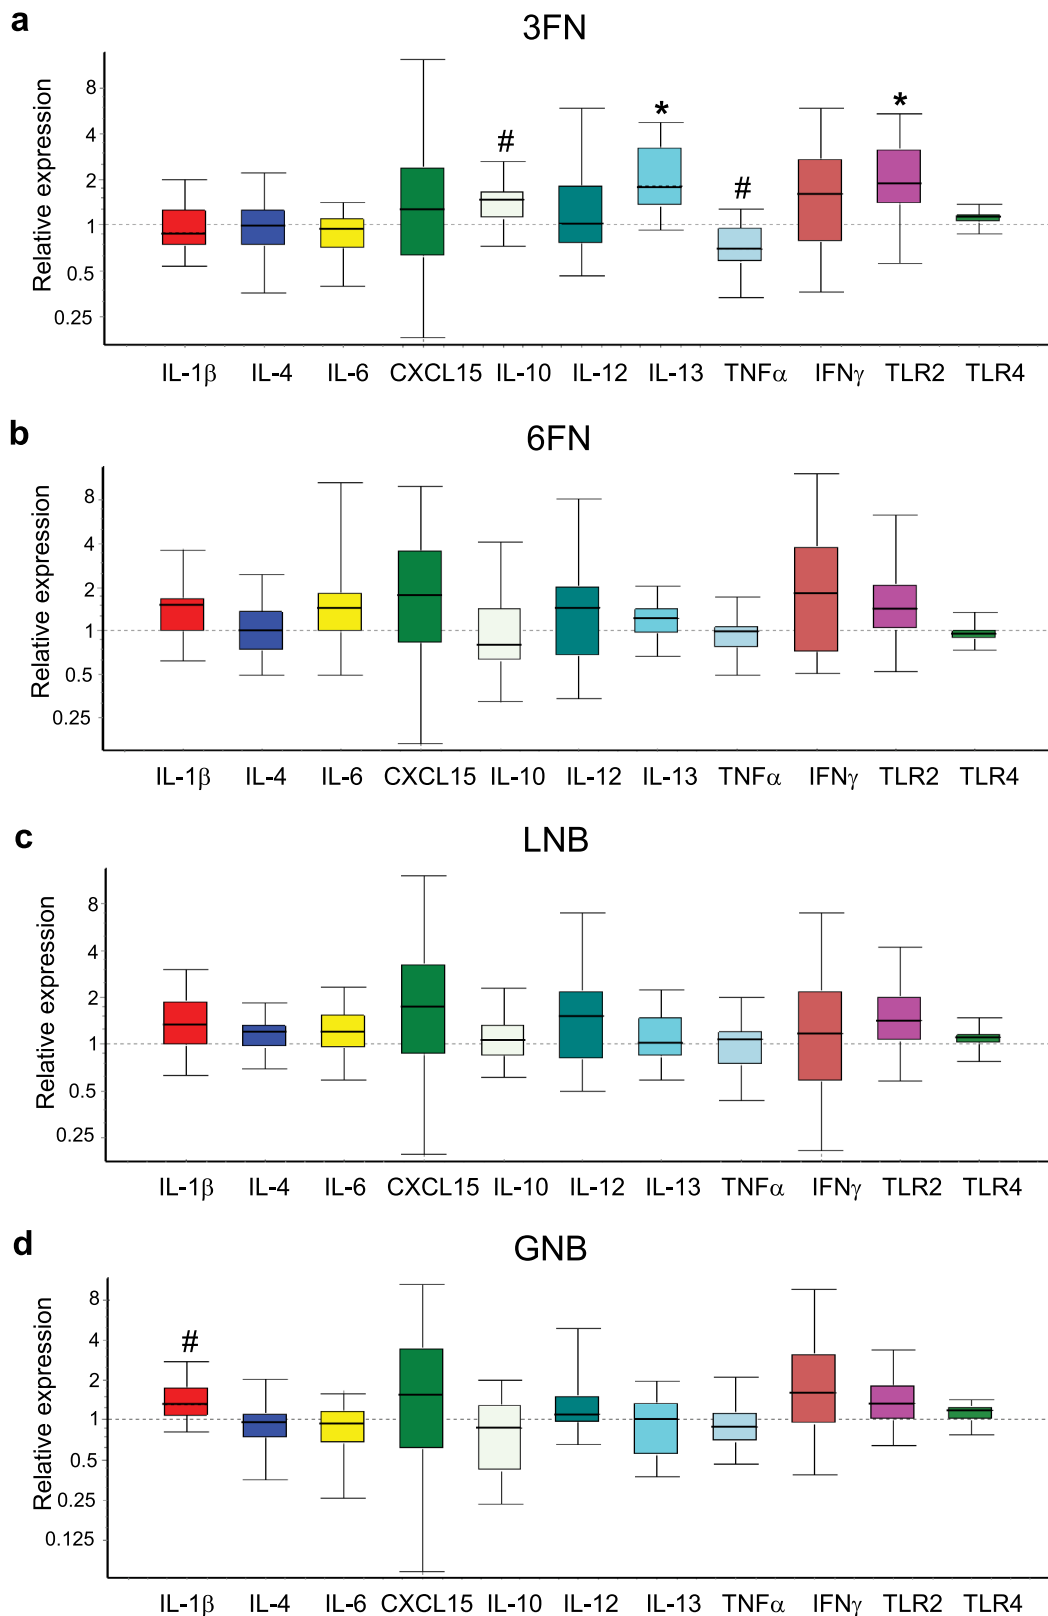 a
3FN
Relative expression
8
4
2
1
0.5
0.25
#
*
#
*
IL-1β IL-4 IL-6 CXCL15 IL-10 IL-12 IL-13 TNFα IFNγ TLR2 TLR4
b
6FN
Relative expression
8
4
2
1
0.5
0.25
IL-1β IL-4 IL-6 CXCL15 IL-10 IL-12 IL-13 TNFα IFNγ TLR2 TLR4
c
LNB
Relative expression
8
4
2
1
0.5
0.25
IL-1β IL-4 IL-6 CXCL15 IL-10 IL-12 IL-13 TNFα IFNγ TLR2 TLR4
d
GNB
Relative expression
8
4
2
1
0.5
0.25
0.125
#
IL-1β IL-4 IL-6 CXCL15 IL-10 IL-12 IL-13 TNFα IFNγ TLR2 TLR4